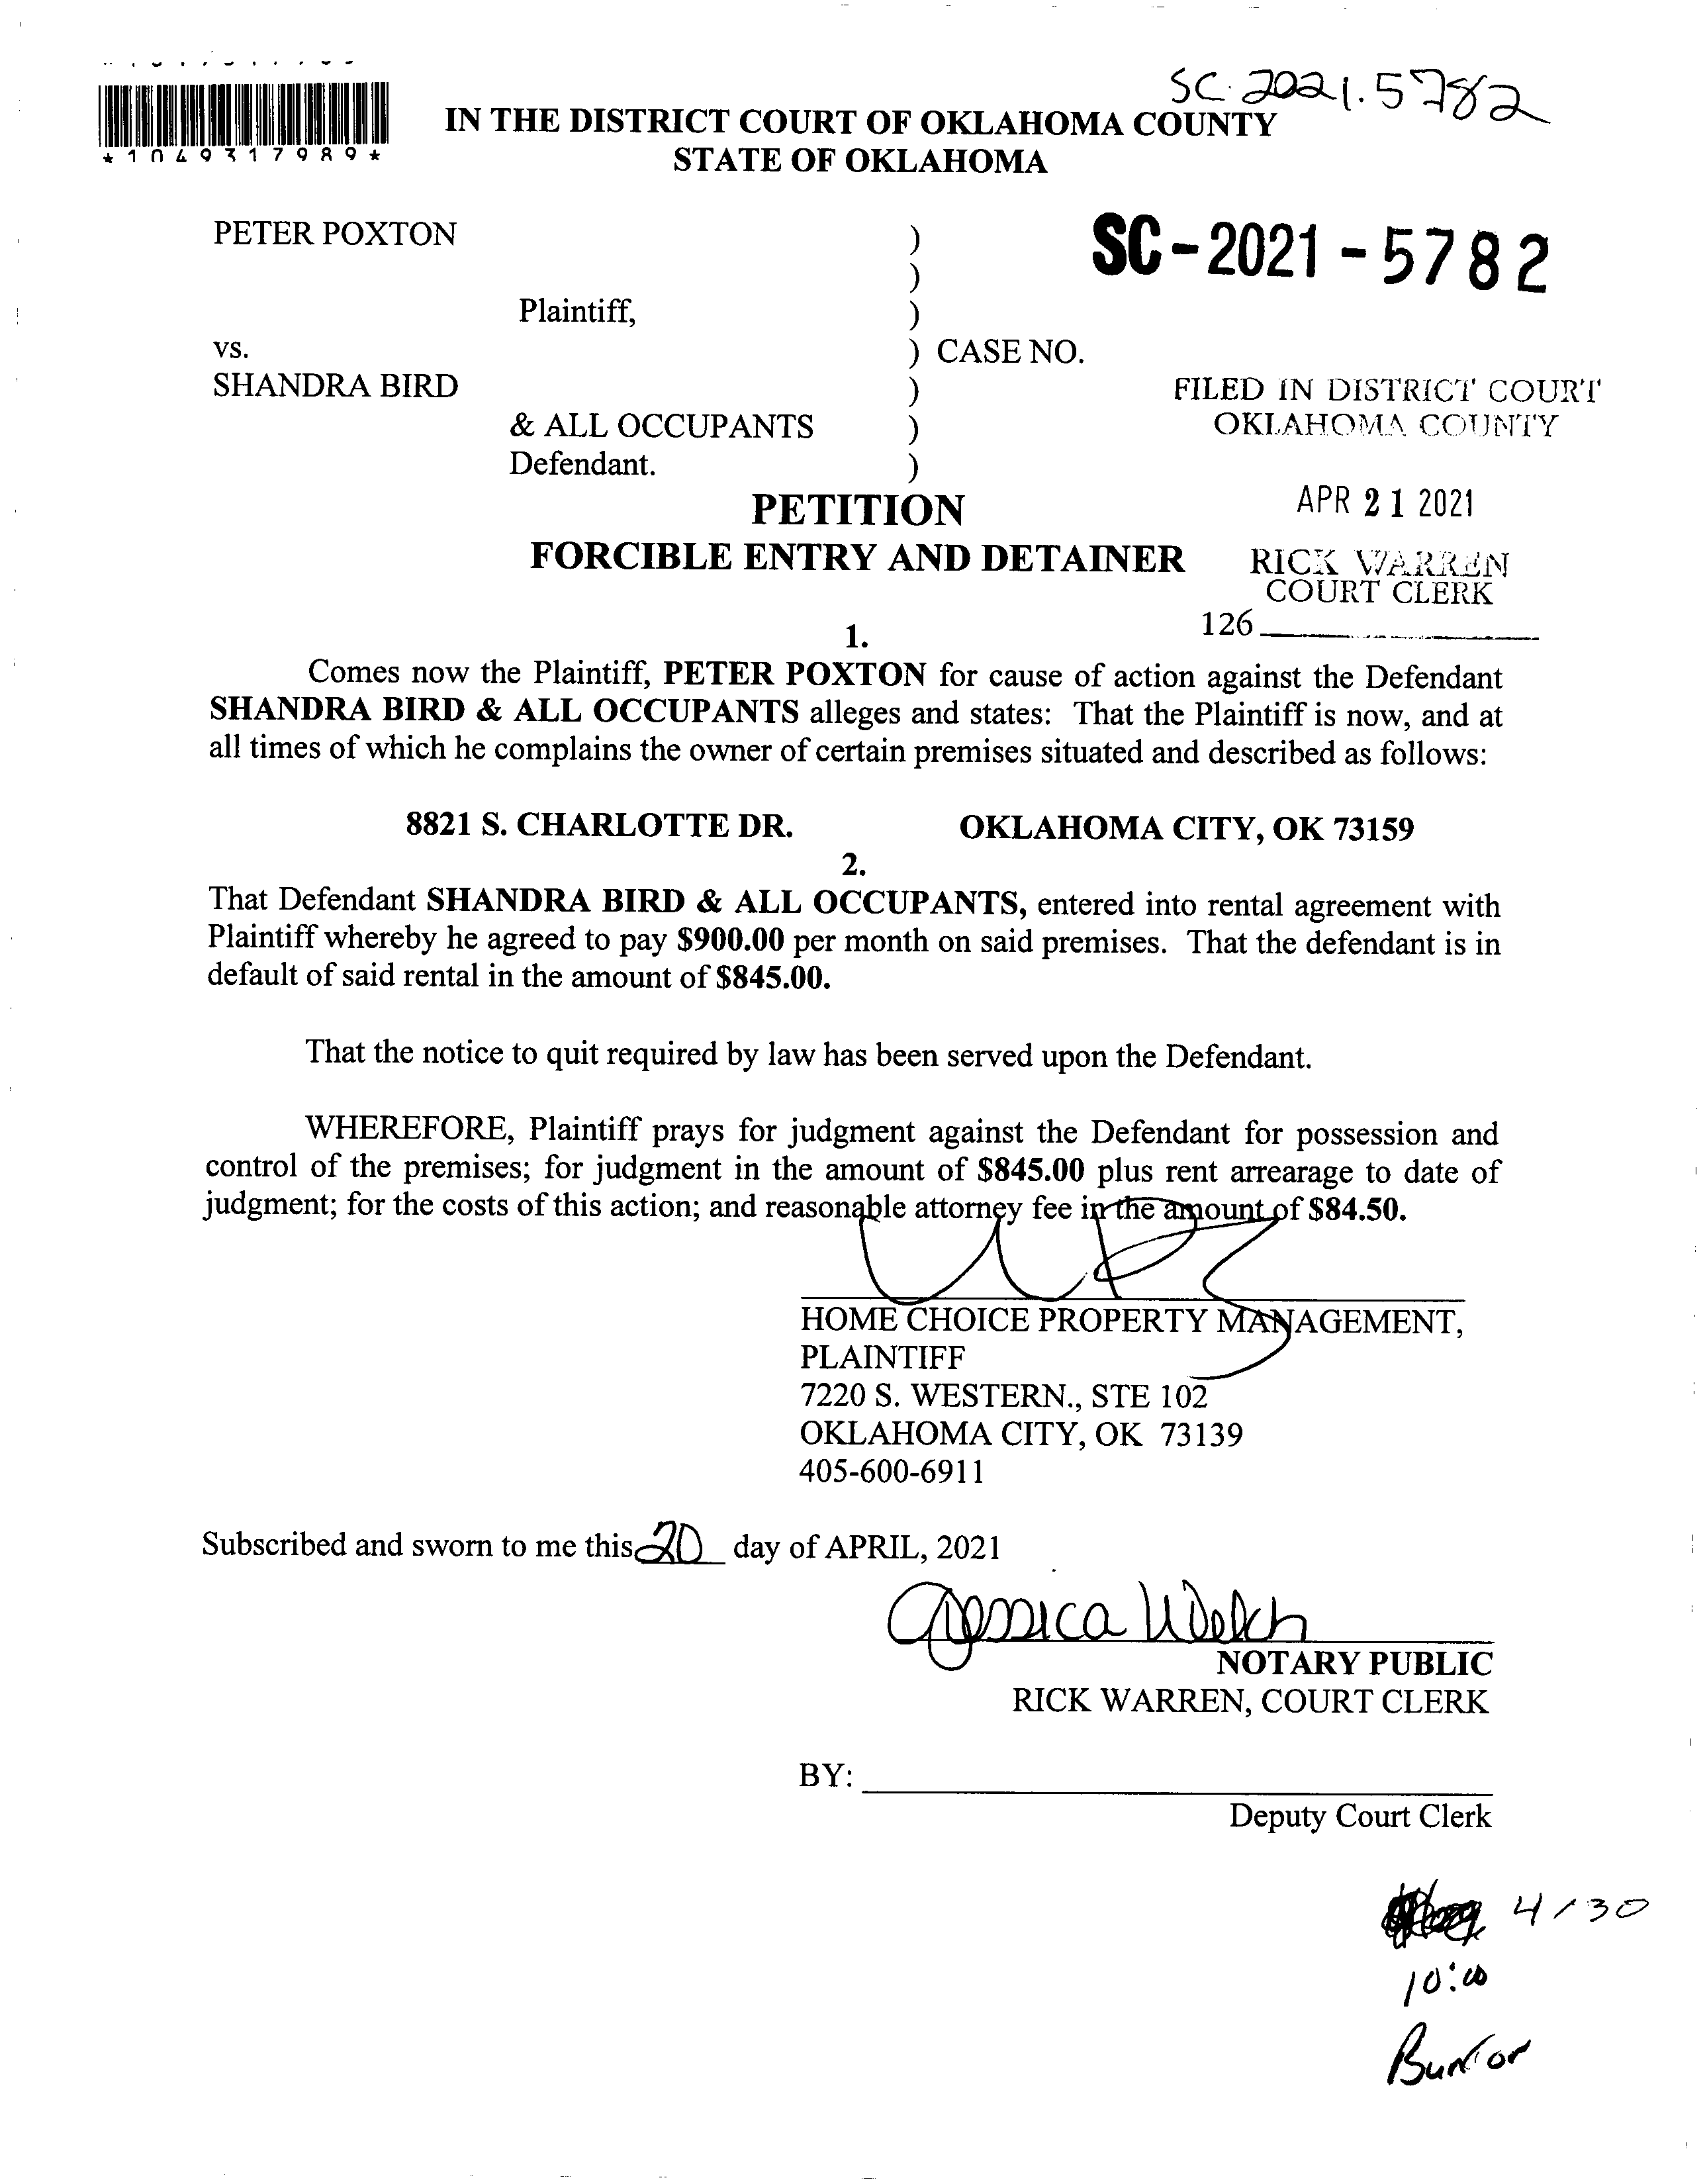 SC.2021.5782
*1049317989*
IN THE DISTRICT COURT OF OKLAHOMA COUNTY
STATE OF OKLAHOMA
PETER POXTON )
SC-2021-5782
)
Plaintiff, )
vs. ) CASE NO.
SHANDRA BIRD )
FILED IN DISTRICT COURT
& ALL OCCUPANTS )
OKLAHOMA COUNTY
Defendant. )
PETITION
APR 21 2021
FORCIBLE ENTRY AND DETAINER
RICK WARREN
COURT CLERK
126
1.
Comes now the Plaintiff, PETER POXTON for cause of action against the Defendant
SHANDRA BIRD & ALL OCCUPANTS alleges and states: That the Plaintiff is now, and at
all times of which he complains the owner of certain premises situated and described as follows:
8821 S. CHARLOTTE DR. OKLAHOMA CITY, OK 73159
2.
That Defendant SHANDRA BIRD & ALL OCCUPANTS, entered into rental agreement with
Plaintiff whereby he agreed to pay $900.00 per month on said premises. That the defendant is in
default of said rental in the amount of $845.00.
That the notice to quit required by law has been served upon the Defendant.
WHEREFORE, Plaintiff prays for judgment against the Defendant for possession and
control of the premises; for judgment in the amount of $845.00 plus rent arrearage to date of
judgment; for the costs of this action; and reasonable attorney fee in the amount of $84.50.
HOME CHOICE PROPERTY MANAGEMENT,
PLAINTIFF
7220 S. WESTERN., STE 102
OKLAHOMA CITY, OK 73139
405-600-6911
Subscribed and sworn to me this 20 day of APRIL, 2021
Jessica Welch
NOTARY PUBLIC
RICK WARREN, COURT CLERK
BY:
Deputy Court Clerk
4/30
10:00